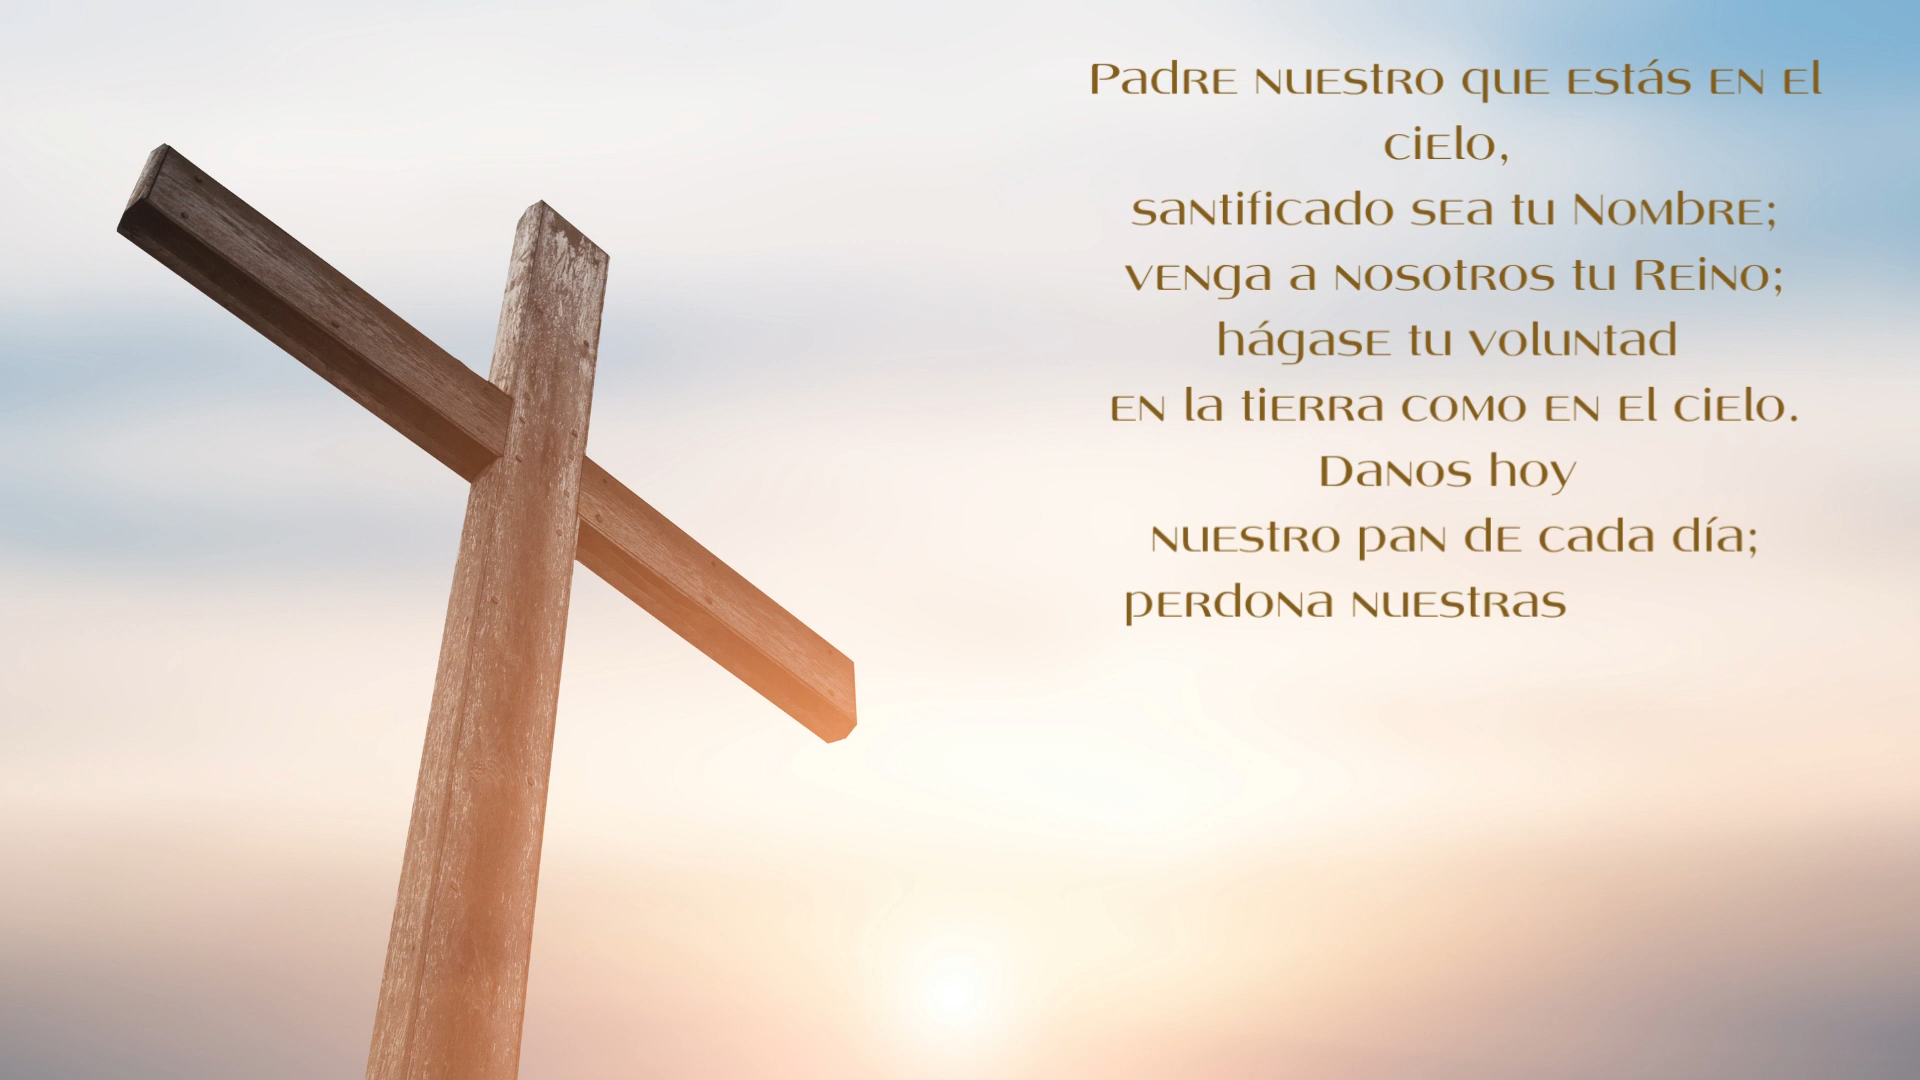 Padre nuestro que estás en el
cielo,
santificado sea tu Nombre;
venga a nosotros tu Reino;
hágase tu voluntad
en la tierra como en el cielo.
Danos hoy
nuestro pan de cada día;
perdona nuestras